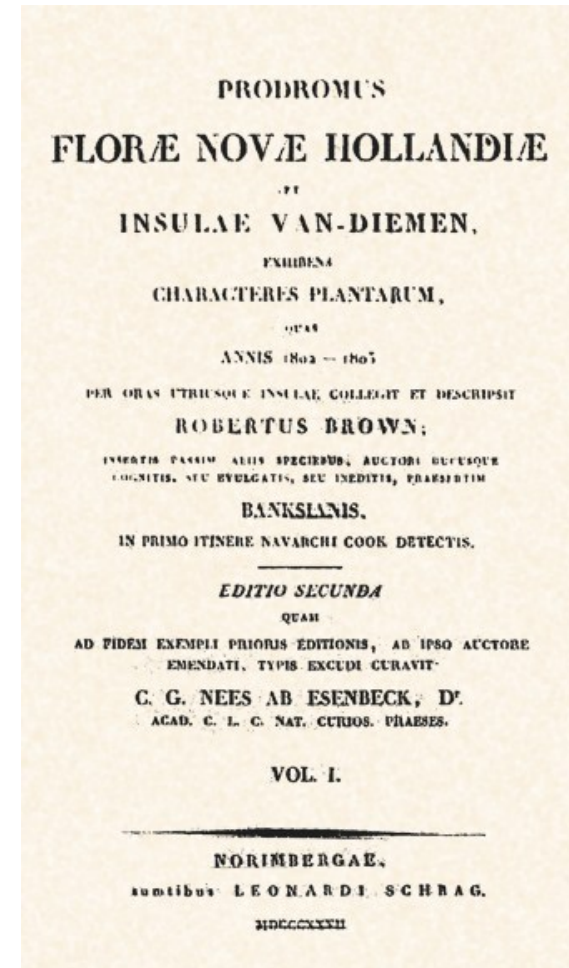 PRODROMUS
FLORÆ NOVÆ HOLLANDIÆ
ET
INSULAE VAN-DIEMEN,
EXHIBENS
CHARACTERES PLANTARUM,
QUAS
ANNIS 1802 — 1805
PER ORAS UTRIUSQUE INSULAE COLLEGIT ET DESCRIPSIT
ROBERTUS BROWN;
INSERTIS PASSIM ALIIS SPECIEBUS, AUCTORI HUCUSQUE
COGNITIS, SEU EVULGATIS, SEU INEDITIS, PRAESERTIM
BANKSIANIS,
IN PRIMO ITINERE NAVARCHI COOK DETECTIS.
EDITIO SECUNDA
QUAM
AD FIDEM EXEMPLI PRIORIS EDITIONIS, AB IPSO AUCTORE
EMENDATI, TYPIS EXCUDI CURAVIT
C. G. NEES AB ESENBECK, Dr.
ACAD. C. L. C. NAT. CURIOS. PRAESES.
VOL. I.
NORIMBERGAE,
sumtibus LEONARDI SCHRAG.
MDCCCXXVII